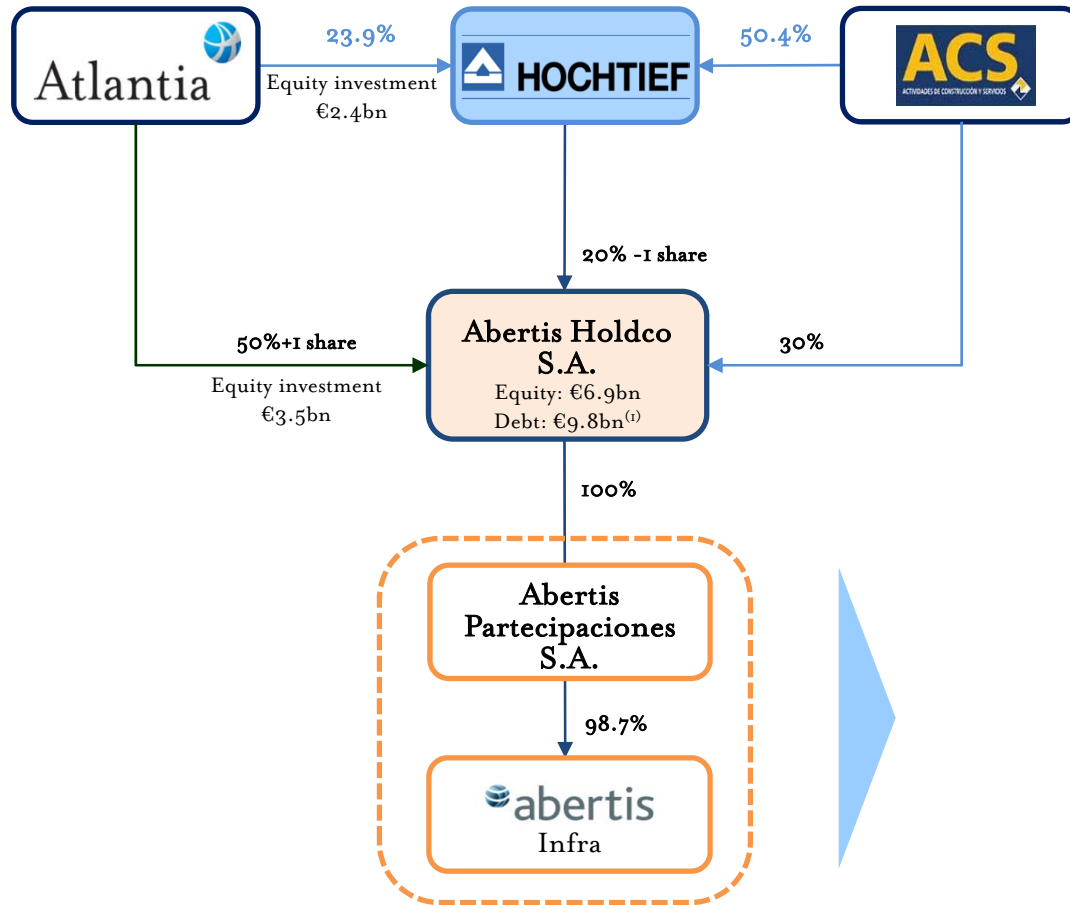 Atlantia
23.9%
Equity investment
€2.4bn
HOCHTIEF
50.4%
ACS
ACTIVIDADES DE CONSTRUCCIÓN Y SERVICIOS
20% -1 share
50%+1 share
Equity investment
€3.5bn
Abertis Holdco
S.A.
Equity: €6.9bn
Debt: €9.8bn(1)
30%
100%
Abertis
Partecipaciones
S.A.
98.7%
abertis
Infra